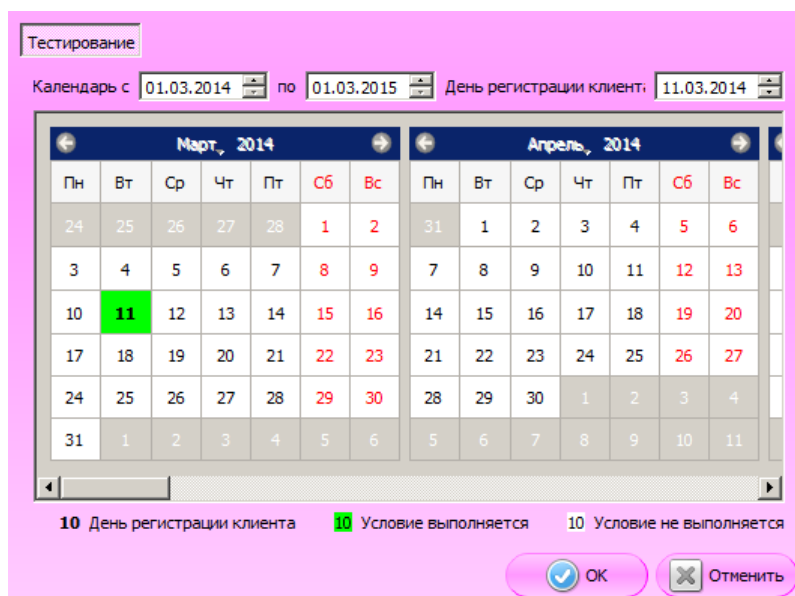 Тестирование
Календарь с 01.03.2014 по 01.03.2015 День регистрации клиента 11.03.2014
Март, 2014 Апрель, 2014
Пн Вт Ср Чт Пт Сб Вс Пн Вт Ср Чт Пт Сб Вс
24 25 26 27 28 1 2 31 1 2 3 4 5 6
3 4 5 6 7 8 9 7 8 9 10 11 12 13
10 11 12 13 14 15 16 14 15 16 17 18 19 20
17 18 19 20 21 22 23 21 22 23 24 25 26 27
24 25 26 27 28 29 30 28 29 30 1 2 3 4
31 1 2 3 4 5 6 5 6 7 8 9 10 11
10 День регистрации клиента 10 Условие выполняется 10 Условие не выполняется
OK Отменить